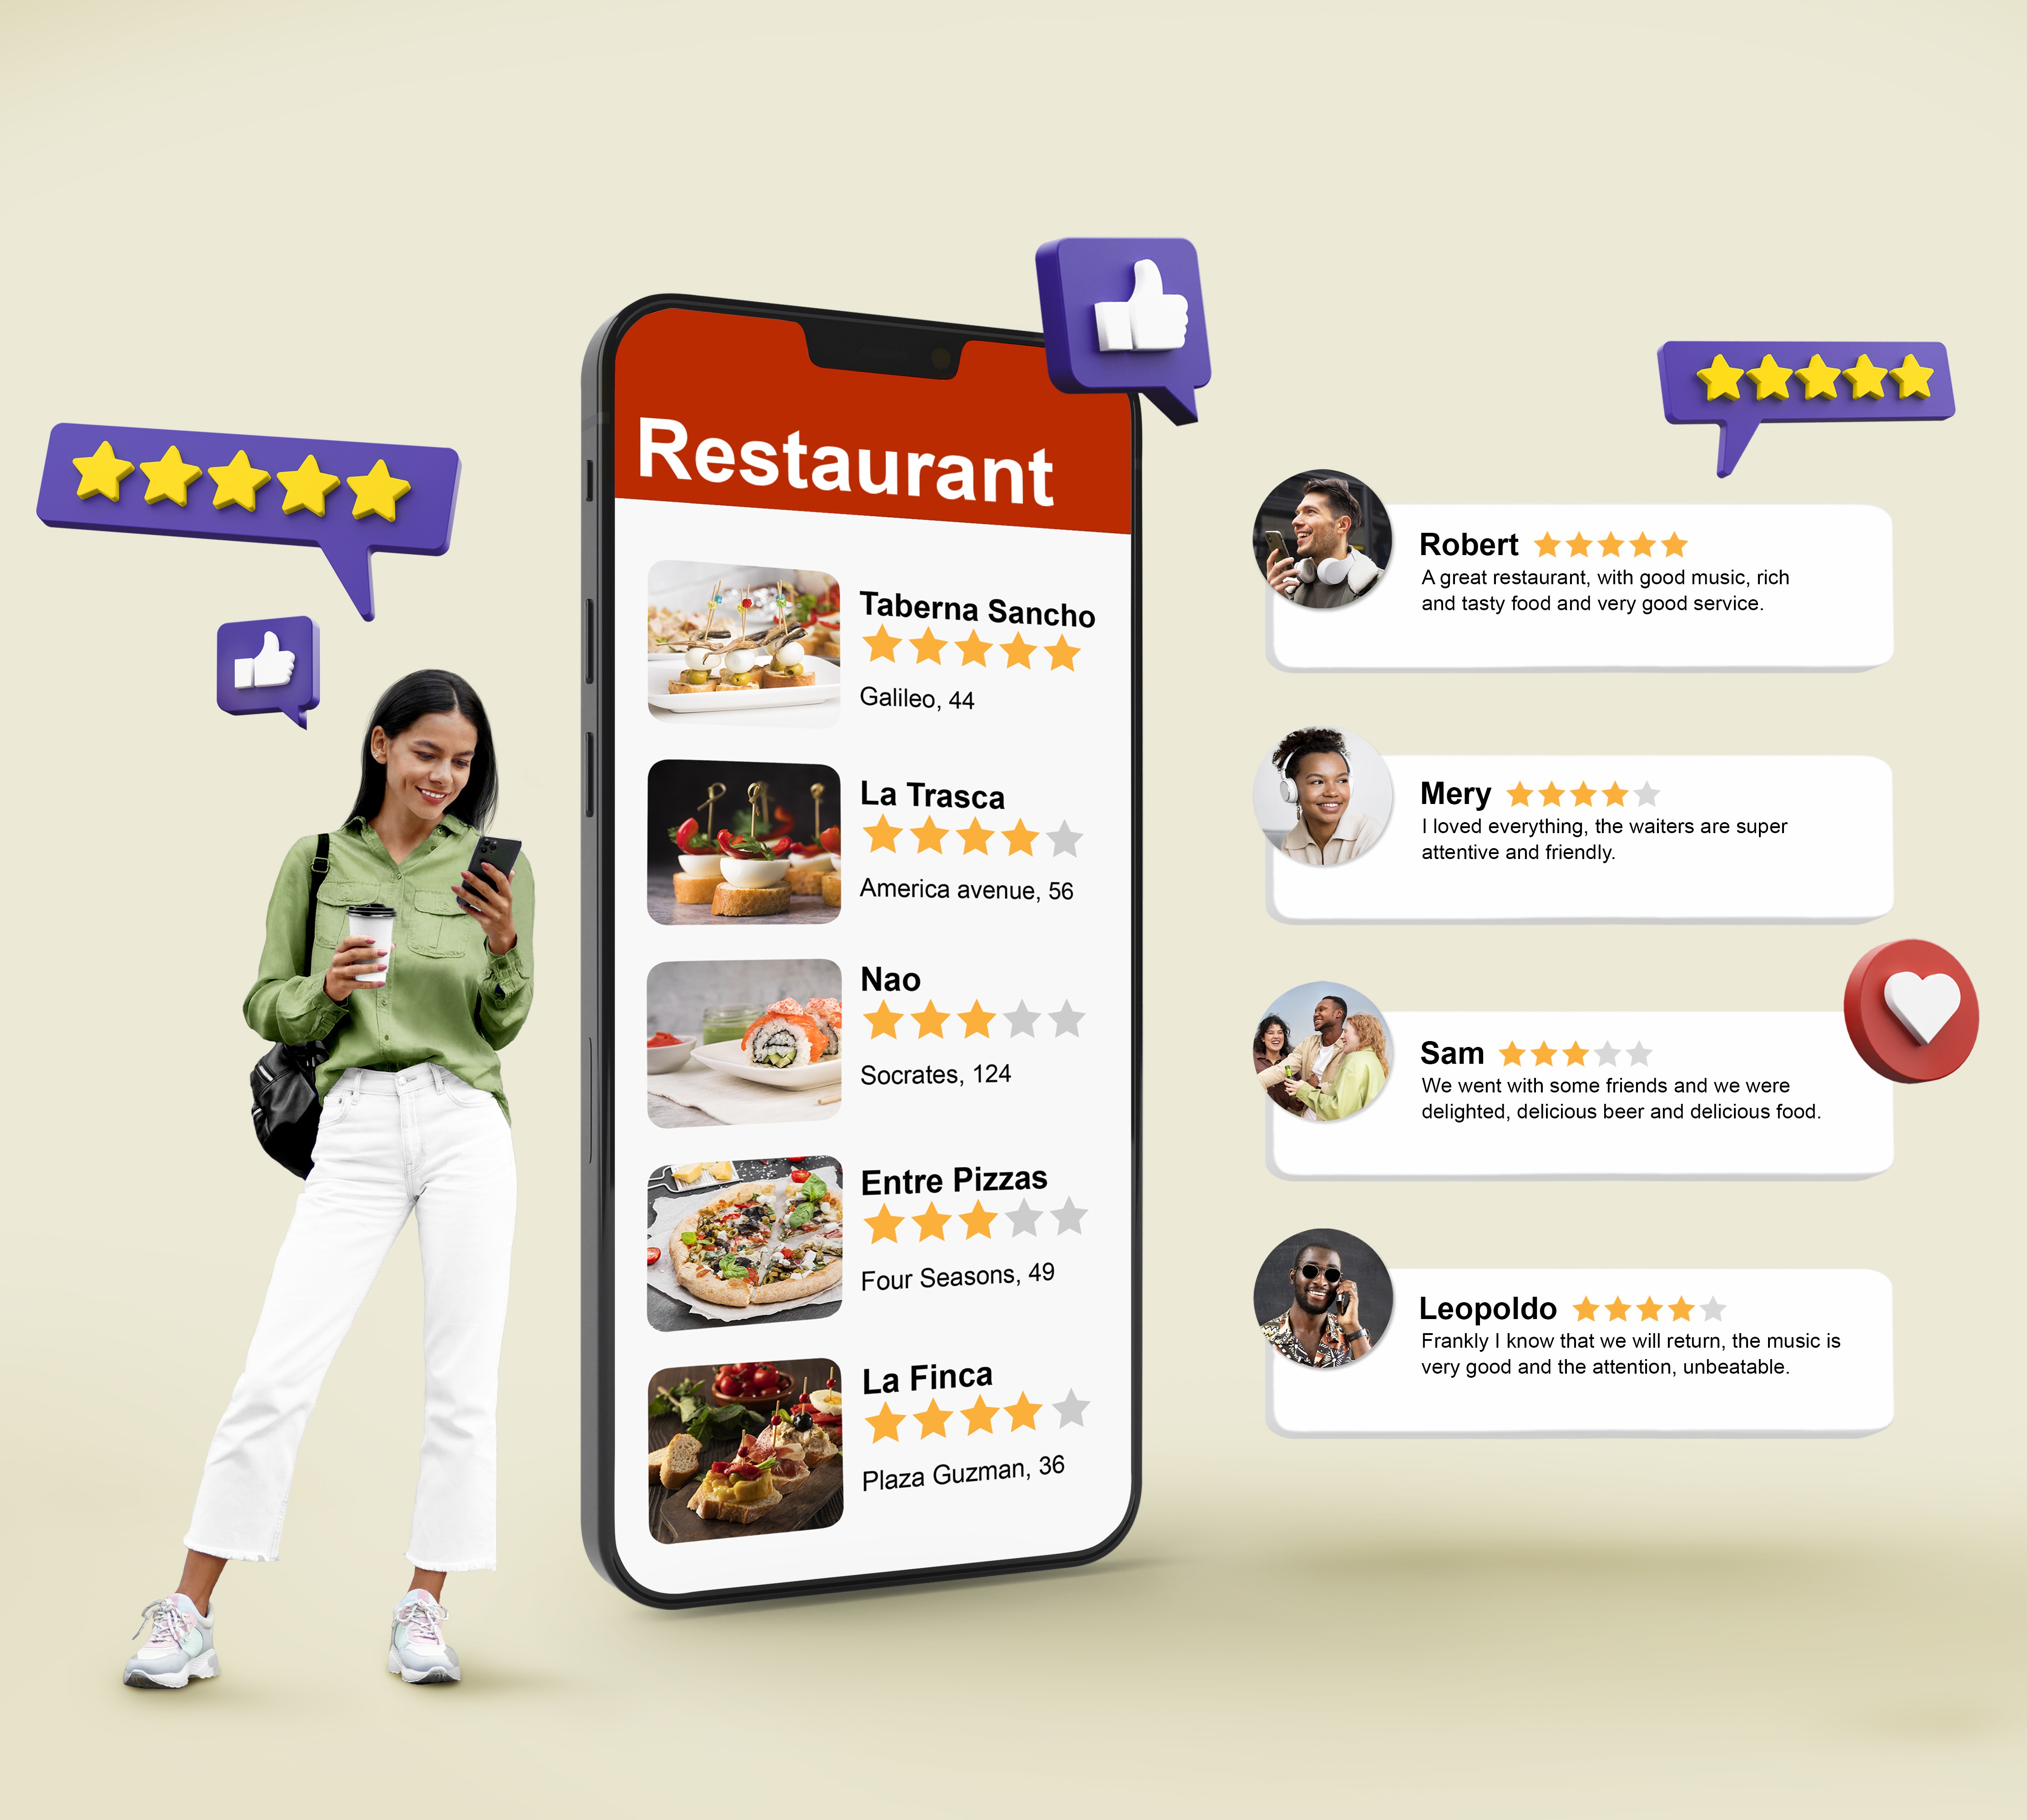 Restaurant
Taberna Sancho
Galileo, 44
La Trasca
America avenue, 56
Nao
Socrates, 124
Entre Pizzas
Four Seasons, 49
La Finca
Plaza Guzman, 36
Robert
A great restaurant, with good music, rich
and tasty food and very good service.
Mery
I loved everything, the waiters are super
attentive and friendly.
Sam
We went with some friends and we were
delighted, delicious beer and delicious food.
Leopoldo
Frankly I know that we will return, the music is
very good and the attention, unbeatable.